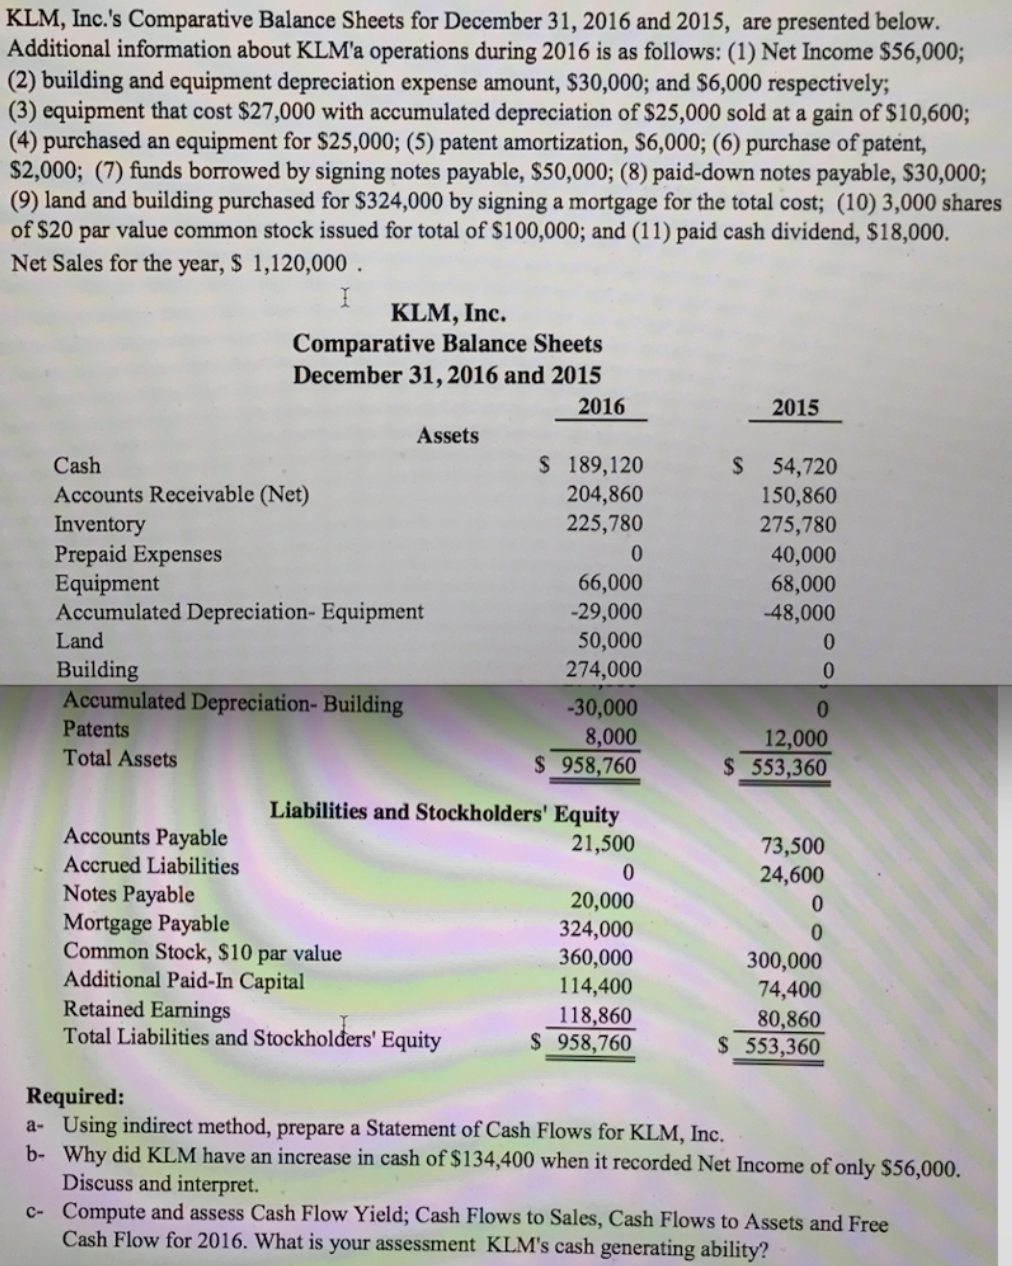 KLM, Inc.'s Comparative Balance Sheets for December 31, 2016 and 2015, are presented below.
Additional information about KLM'a operations during 2016 is as follows: (1) Net Income $56,000;
(2) building and equipment depreciation expense amount, $30,000; and $6,000 respectively;
(3) equipment that cost $27,000 with accumulated depreciation of $25,000 sold at a gain of $10,600;
(4) purchased an equipment for $25,000; (5) patent amortization, $6,000; (6) purchase of patent,
$2,000; (7) funds borrowed by signing notes payable, $50,000; (8) paid-down notes payable, $30,000;
(9) land and building purchased for $324,000 by signing a mortgage for the total cost; (10) 3,000 shares
of $20 par value common stock issued for total of $100,000; and (11) paid cash dividend, $18,000.
Net Sales for the year, $ 1,120,000 .
KLM, Inc.
Comparative Balance Sheets
December 31, 2016 and 2015
2016 2015
Assets
Cash $ 189,120 $ 54,720
Accounts Receivable (Net) 204,860 150,860
Inventory 225,780 275,780
Prepaid Expenses 0 40,000
Equipment 66,000 68,000
Accumulated Depreciation- Equipment -29,000 -48,000
Land 50,000 0
Building 274,000 0
Accumulated Depreciation- Building -30,000 0
Patents 8,000 12,000
Total Assets $ 958,760 $ 553,360
Liabilities and Stockholders' Equity
Accounts Payable 21,500 73,500
Accrued Liabilities 0 24,600
Notes Payable 20,000 0
Mortgage Payable 324,000 0
Common Stock, $10 par value 360,000 300,000
Additional Paid-In Capital 114,400 74,400
Retained Earnings 118,860 80,860
Total Liabilities and Stockholders' Equity $ 958,760 $ 553,360
Required:
a- Using indirect method, prepare a Statement of Cash Flows for KLM, Inc.
b- Why did KLM have an increase in cash of $134,400 when it recorded Net Income of only $56,000.
Discuss and interpret.
c- Compute and assess Cash Flow Yield; Cash Flows to Sales, Cash Flows to Assets and Free
Cash Flow for 2016. What is your assessment KLM's cash generating ability?